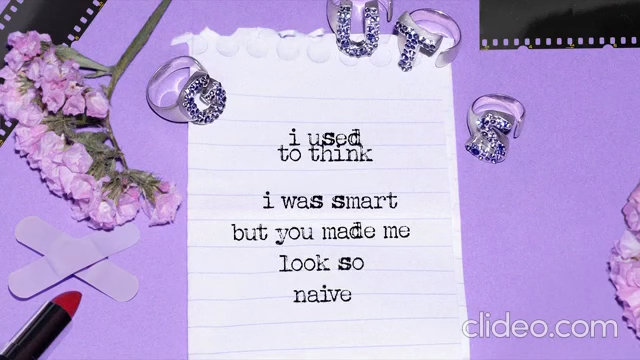 G U T S
i used
to think
i was smart
but you made me
look so
naive
clideo.com